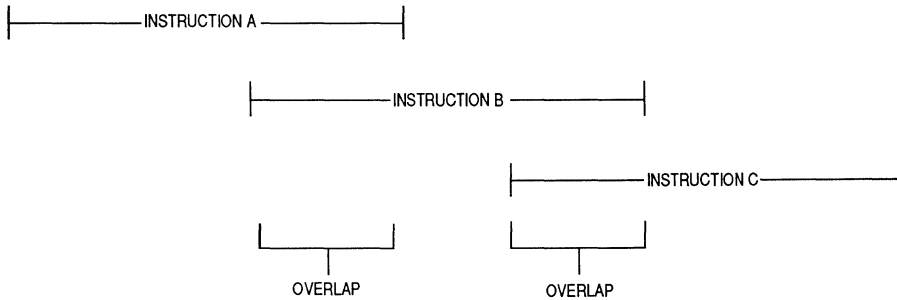 INSTRUCTION A
INSTRUCTION B
INSTRUCTION C
OVERLAP OVERLAP